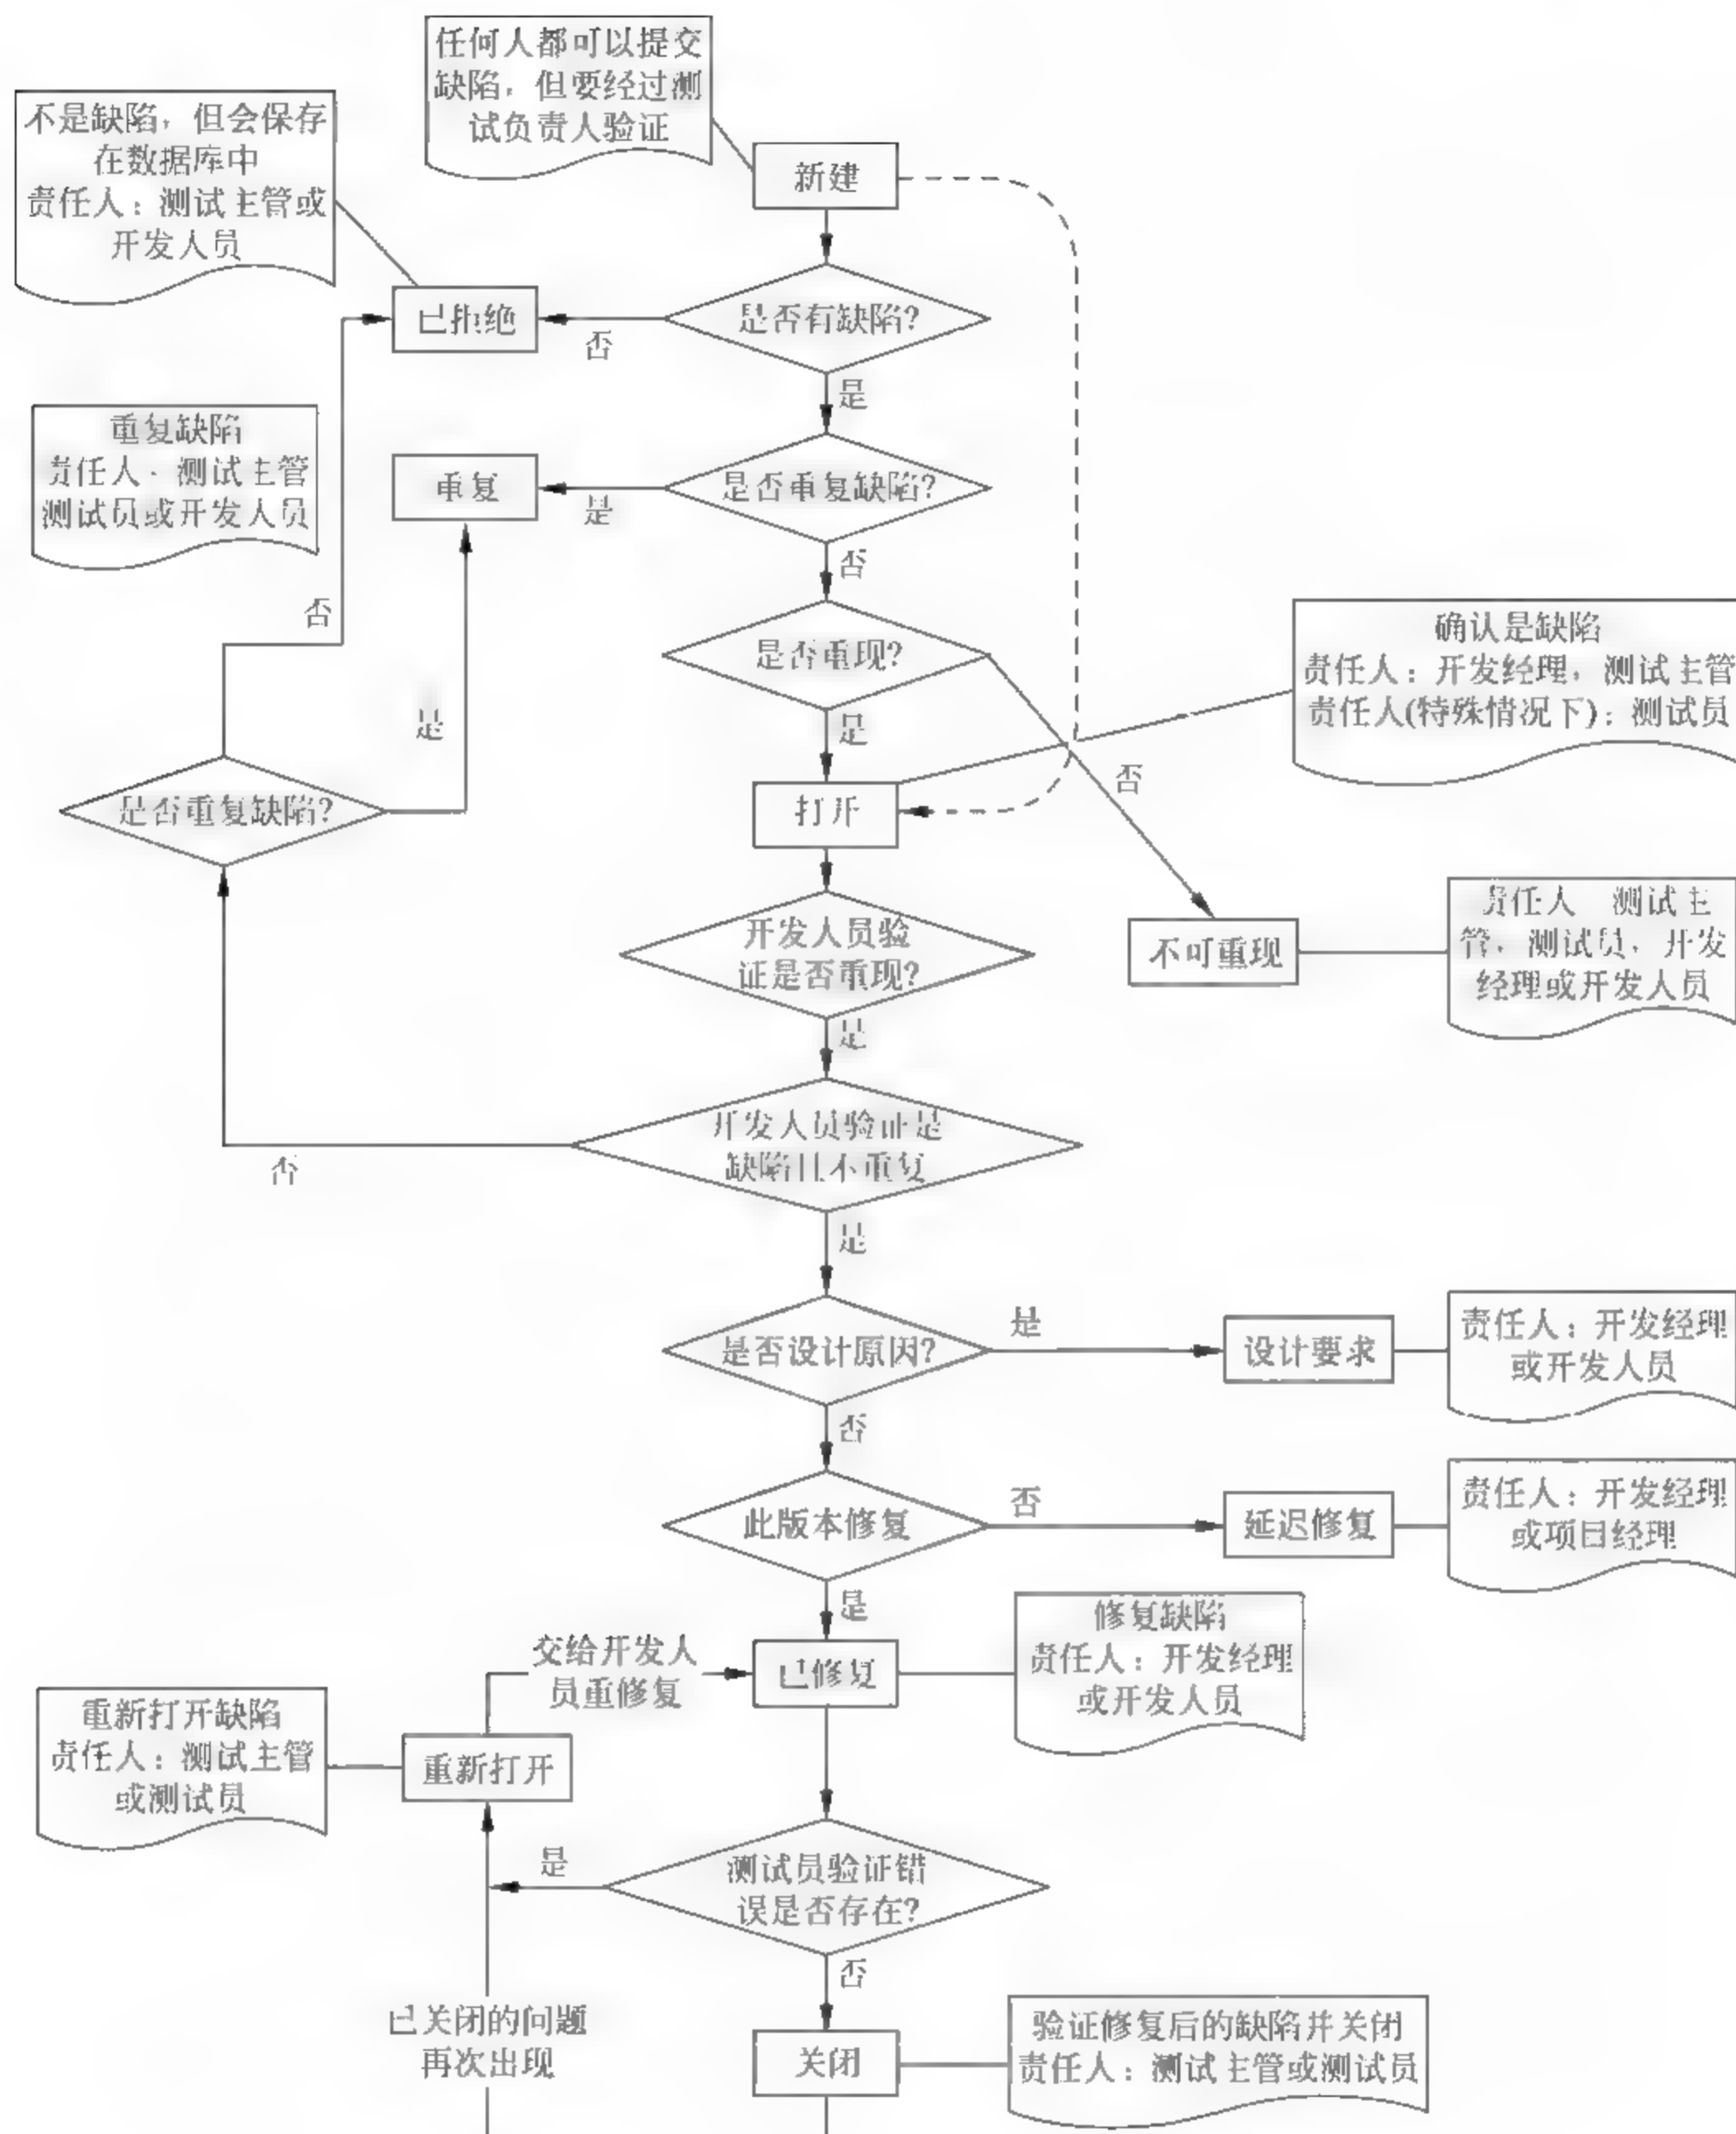 任何人都可以提交
缺陷，但要经过测
试负责人验证
不是缺陷，但会保存
在数据库中
责任人：测试主管或
开发人员
新建
已拒绝
否
是否有缺陷?
是
重复缺陷
责任人：测试主管
测试员或开发人员
重复
是
是否重复缺陷?
否
否
是否重现?
确认是缺陷
责任人：开发经理，测试主管
责任人(特殊情况下)：测试员
是
是
否
是否重复缺陷?
打开
开发人员验
证是否重现?
不可重现
责任人 测试主
管，测试员，开发
经理或开发人员
是
开发人员验证是
缺陷且不重复
否
是
是否设计原因?
是
设计要求
责任人：开发经理
或开发人员
否
此版本修复
否
延迟修复
责任人：开发经理
或项目经理
是
交给开发人
员重修复
已修复
修复缺陷
责任人：开发经理
或开发人员
重新打开缺陷
责任人：测试主管
或测试员
重新打开
是
测试员验证错
误是否存在?
否
已关闭的问题
再次出现
关闭
验证修复后的缺陷并关闭
责任人：测试主管或测试员